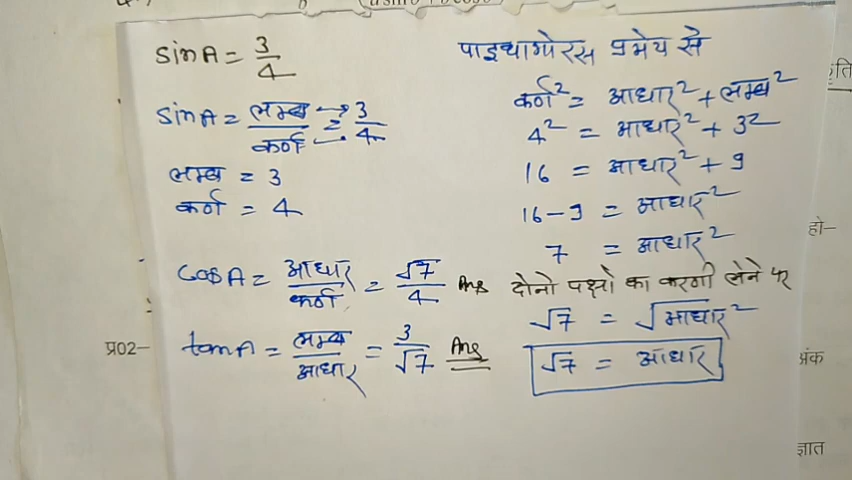 sinA = 3/4
sinA = लम्ब/कर्ण = 3/4
लम्ब = 3
कर्ण = 4
cosA = आधार/कर्ण = √7/4 Ans
प्र02– tanA = लम्ब/आधार = 3/√7 Ans
पाइथागोरस प्रमेय से
कर्ण² = आधार² + लम्ब²
4² = आधार² + 3²
16 = आधार² + 9
16-9 = आधार²
7 = आधार²
दोनो पक्षो का करणी लेने पर
√7 = √आधार²
√7 = आधार
हो–
अंक
ज्ञात